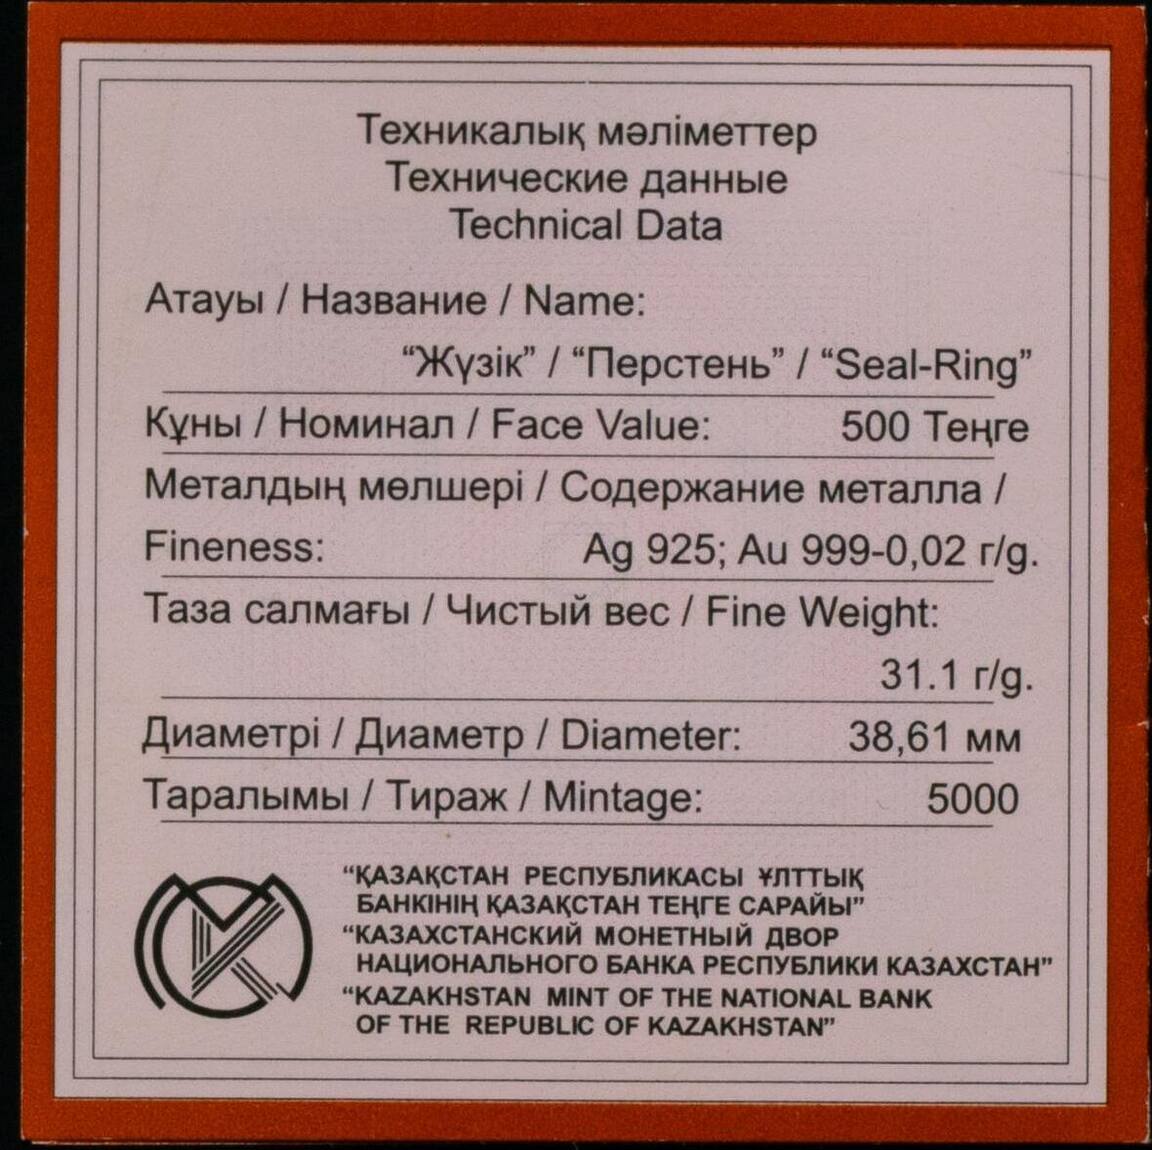 Техникалық мәліметтер
Технические данные
Technical Data
Атауы / Название / Name:
“Жүзік” / “Перстень” / “Seal-Ring”
Құны / Номинал / Face Value: 500 Теңге
Металдың мөлшері / Содержание металла /
Fineness: Ag 925; Au 999-0,02 г/g.
Таза салмағы / Чистый вес / Fine Weight:
31.1 г/g.
Диаметрі / Диаметр / Diameter: 38,61 мм
Таралымы / Тираж / Mintage: 5000
“ҚАЗАҚСТАН РЕСПУБЛИКАСЫ ҰЛТТЫҚ
БАНКІНІҢ ҚАЗАҚСТАН ТЕҢГЕ САРАЙЫ”
“КАЗАХСТАНСКИЙ МОНЕТНЫЙ ДВОР
НАЦИОНАЛЬНОГО БАНКА РЕСПУБЛИКИ КАЗАХСТАН”
“KAZAKHSTAN MINT OF THE NATIONAL BANK
OF THE REPUBLIC OF KAZAKHSTAN”